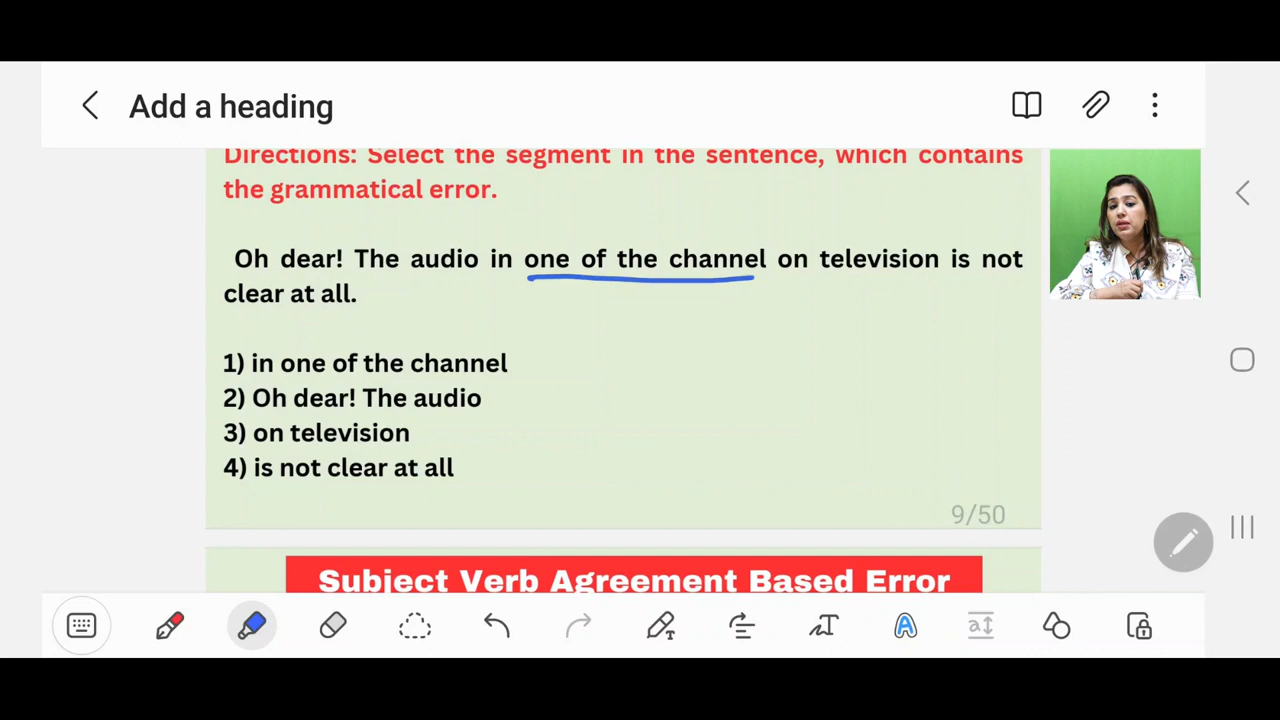 Add a heading
Directions: Select the segment in the sentence, which contains
the grammatical error.
Oh dear! The audio in one of the channel on television is not
clear at all.
1) in one of the channel
2) Oh dear! The audio
3) on television
4) is not clear at all
9/50
Subject Verb Agreement Based Error